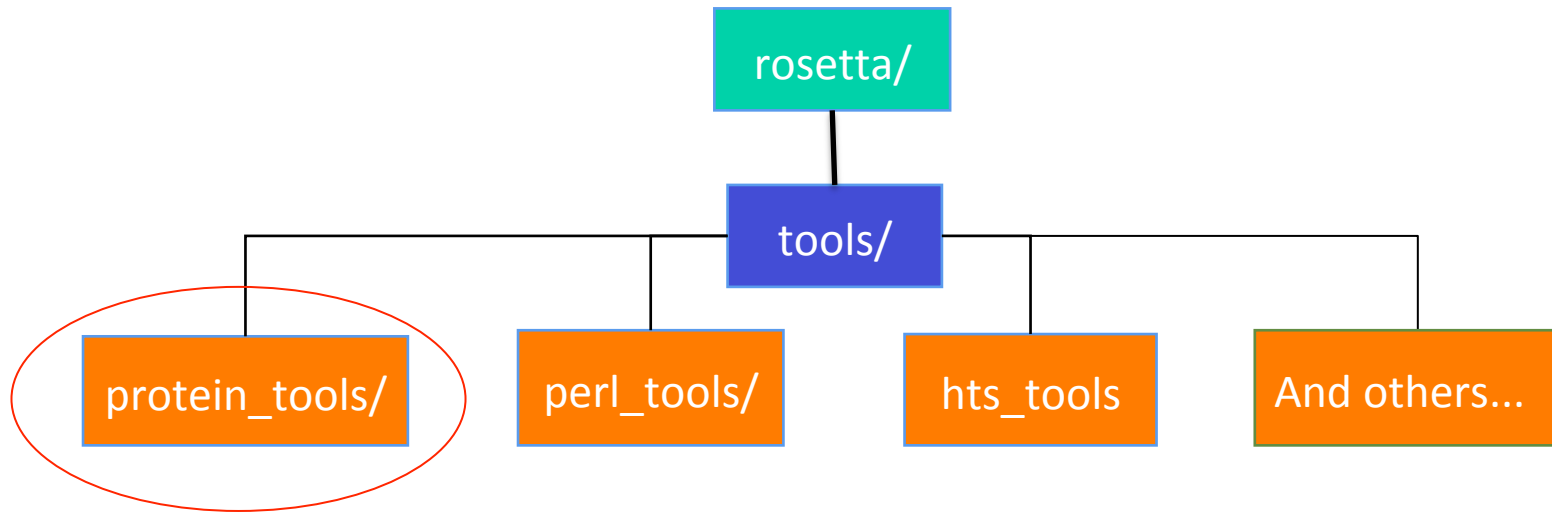 rosetta/
tools/
protein_tools/
perl_tools/
hts_tools
And others...